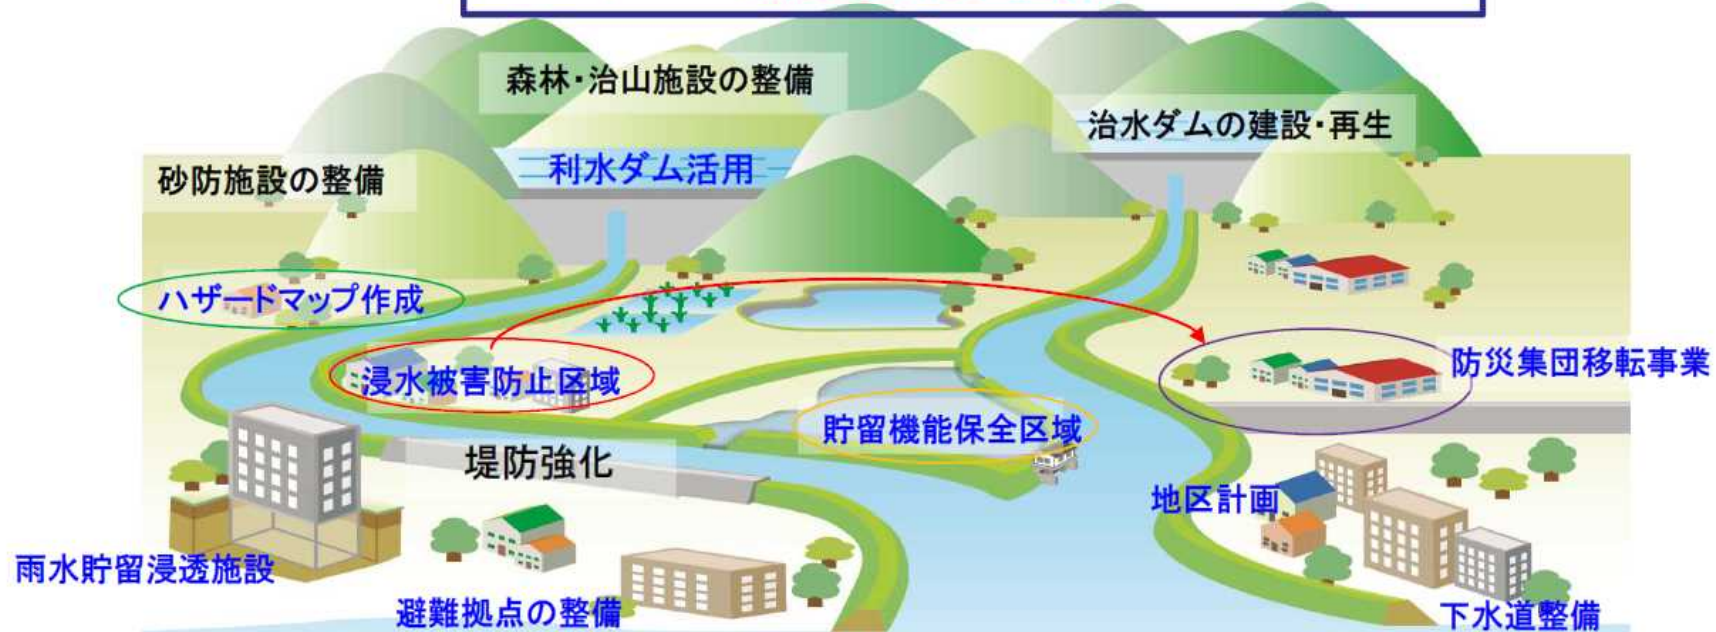 森林・治山施設の整備
治水ダムの建設・再生
砂防施設の整備
利水ダム活用
ハザードマップ作成
浸水被害防止区域
防災集団移転事業
貯留機能保全区域
堤防強化
地区計画
雨水貯留浸透施設
避難拠点の整備
下水道整備